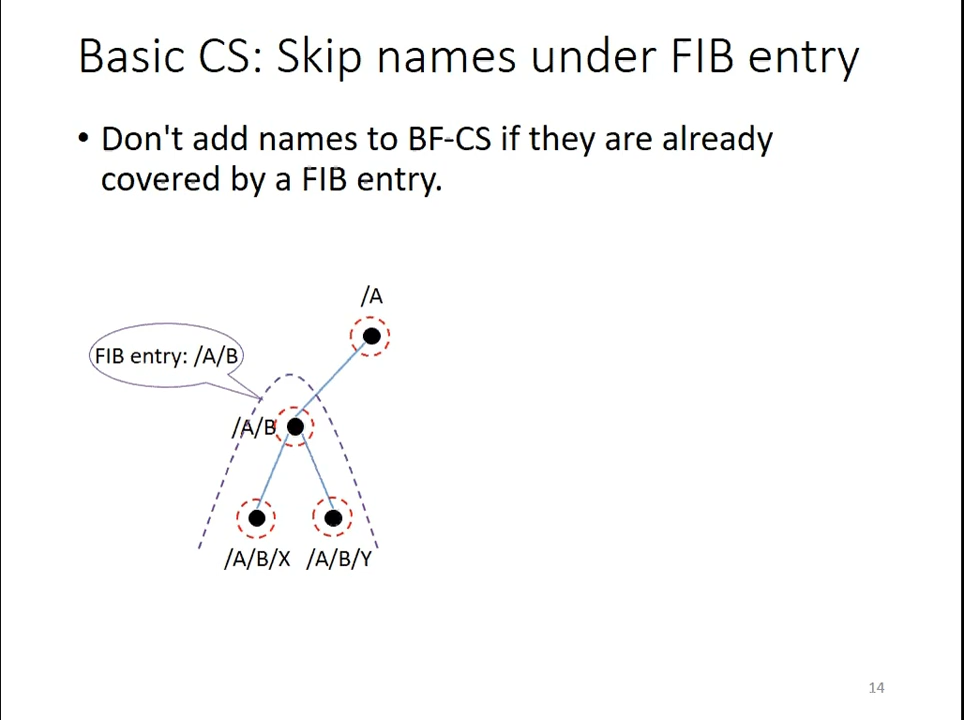 Basic CS: Skip names under FIB entry
• Don't add names to BF-CS if they are already
covered by a FIB entry.
/A
FIB entry: /A/B
/A/B
/A/B/X /A/B/Y
14